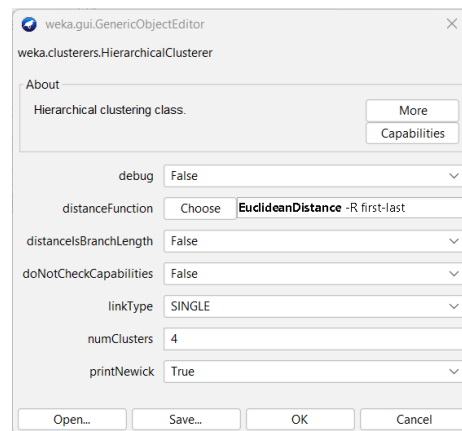 weka.gui.GenericObjectEditor
weka.clusterers.HierarchicalClusterer
About
Hierarchical clustering class.
More
Capabilities
debug False
distanceFunction Choose EuclideanDistance -R first-last
distanceIsBranchLength False
doNotCheckCapabilities False
linkType SINGLE
numClusters 4
printNewick True
Open... Save... OK Cancel